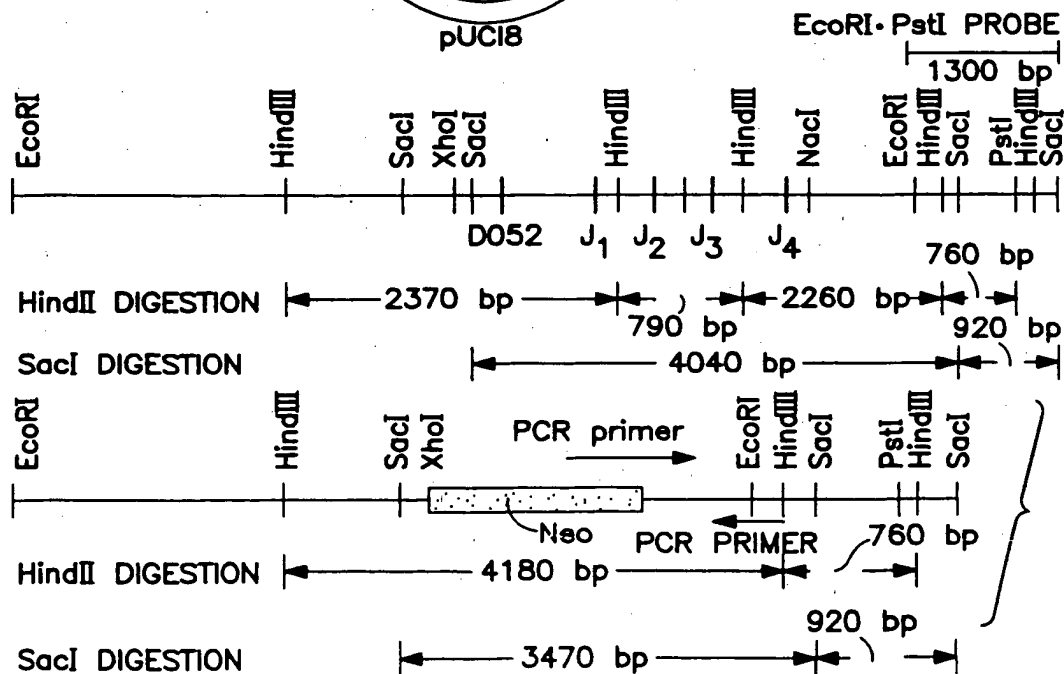 pUC18
EcoRI·PstI PROBE
1300 bp
EcoRI HindIII SacI XhoI SacI HindIII HindIII NacI EcoRI HindIII SacI PstI HindIII SacI
D052 J1 J2 J3 J4
760 bp
HindII DIGESTION 2370 bp 2260 bp
790 bp 920 bp
SacI DIGESTION 4040 bp
EcoRI HindIII SacI XhoI PCR primer EcoRI HindIII SacI PstI HindIII SacI
Neo PCR PRIMER 760 bp
HindII DIGESTION 4180 bp
920 bp
SacI DIGESTION 3470 bp